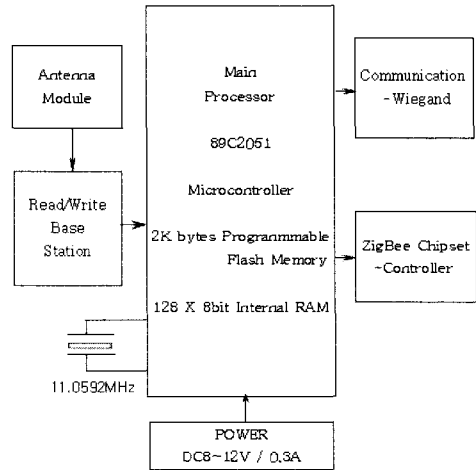 Antenna
Module
Read/Write
Base
Station
11.0592MHz
Main
Processor
89C2051
Microcontroller
2K bytes Progranmmable
Flash Memory
128 X 8bit Internal RAM
Communication
-Wiegand
ZigBee Chipset
-Controller
POWER
DC8~12V / 0.3A